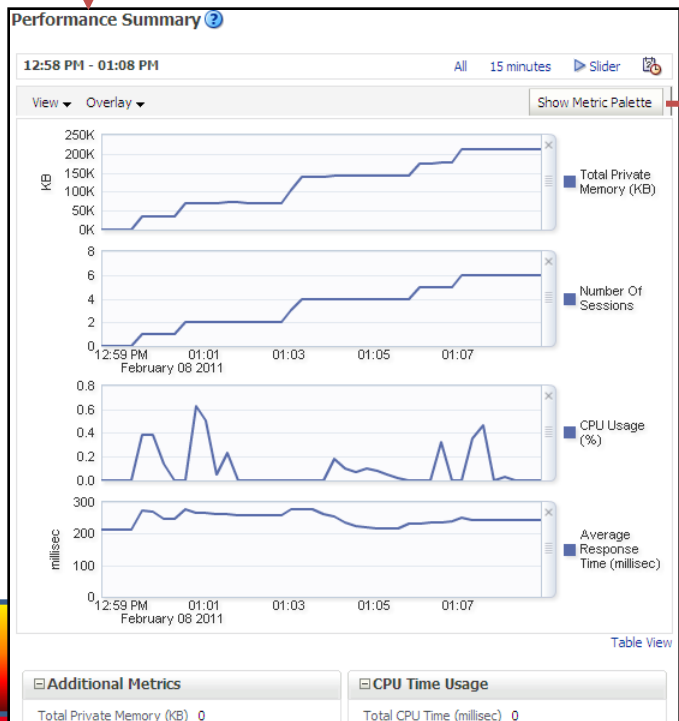 Performance Summary ?
12:58 PM - 01:08 PM All 15 minutes Slider
View Overlay Show Metric Palette
250K
200K
150K
100K
50K
0K
KB
Total Private
Memory (KB)
8
6
4
2
0
Number Of
Sessions
12:59 PM 01:01 01:03 01:05 01:07
February 08 2011
0.8
0.6
0.4
0.2
0.0
CPU Usage
(%)
300
200
100
0
millisec
Average
Response
Time (millisec)
12:59 PM 01:01 01:03 01:05 01:07
February 08 2011
Table View
Additional Metrics CPU Time Usage
Total Private Memory (KB) 0 Total CPU Time (millisec) 0